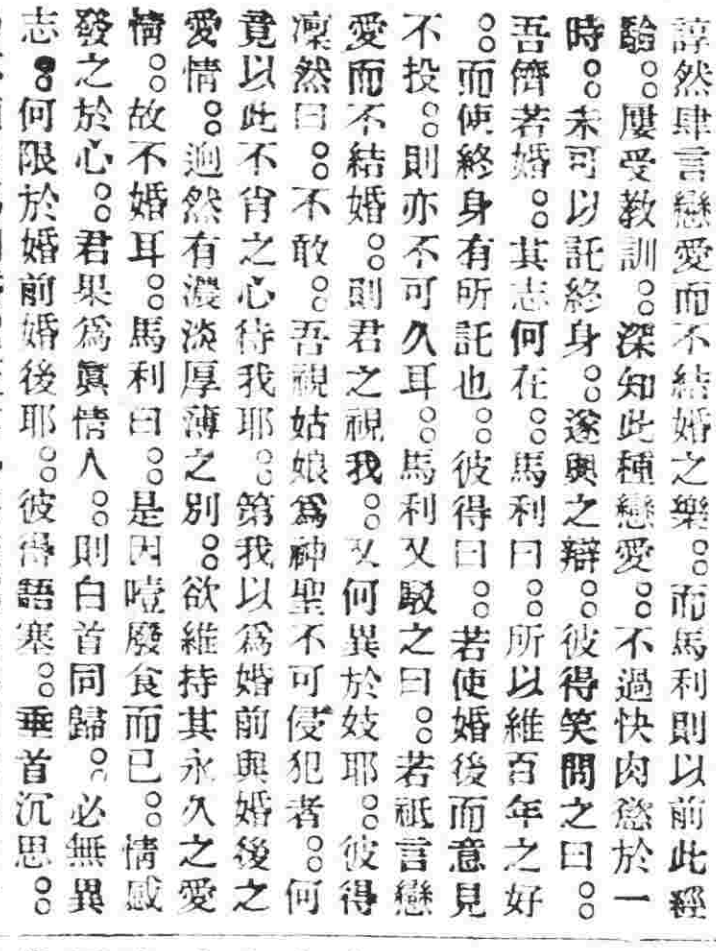 諄然肆言戀愛而不結婚之樂。而馬利則以前此經
驗。屢受教訓。深知此種戀愛。不過快肉慾於一
時。未可以託終身。遂與之辯。彼得笑問之曰。
吾儕若婚。其志何在。馬利曰。所以維百年之好
。而使終身有所託也。彼得曰。若使婚後而意見
不投。則亦不可久耳。馬利又駁之曰。若祇言戀
愛而不結婚。則君之視我。又何異於妓耶。彼得
凜然曰。不敢。吾視姑娘爲神聖不可侵犯者。何
竟以此不肖之心待我耶。第我以爲婚前與婚後之
愛情。逈然有濃淡厚薄之別。欲維持其永久之愛
情。故不婚耳。馬利曰。是因噎廢食而已。情感
發之於心。君果爲眞情人。則白首同歸。必無異
志。何限於婚前婚後耶。彼得語塞。垂首沉思。